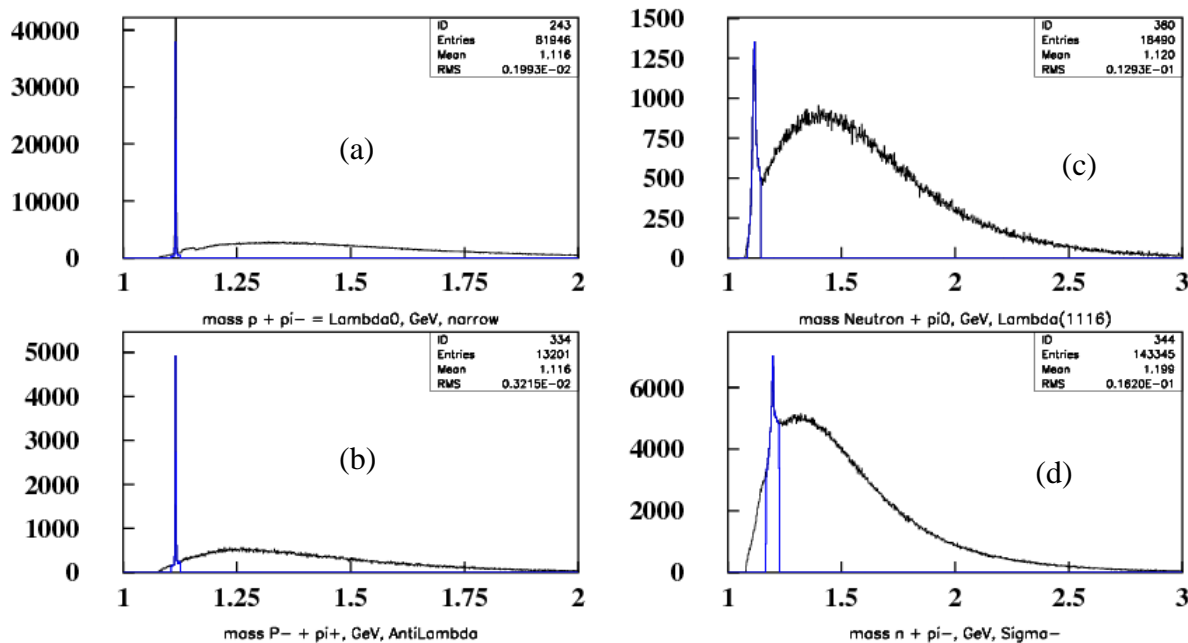 40000
30000
20000
10000
0
ID 243
Entries 81946
Mean 1.116
RMS 0.1993E-02
(a)
1 1.25 1.5 1.75 2
mass p + pi- = Lambda0, GeV, narrow
1500
1250
1000
750
500
250
0
ID 380
Entries 18490
Mean 1.120
RMS 0.1293E-01
(c)
1 1.5 2 2.5 3
mass Neutron + pi0, GeV, Lambda(1116)
5000
4000
3000
2000
1000
0
ID 334
Entries 13201
Mean 1.116
RMS 0.3215E-02
(b)
1 1.25 1.5 1.75 2
mass P- + pi+, GeV, AntiLambda
6000
4000
2000
0
ID 344
Entries 143345
Mean 1.199
RMS 0.1620E-01
(d)
1 1.5 2 2.5 3
mass n + pi-, GeV, Sigma-